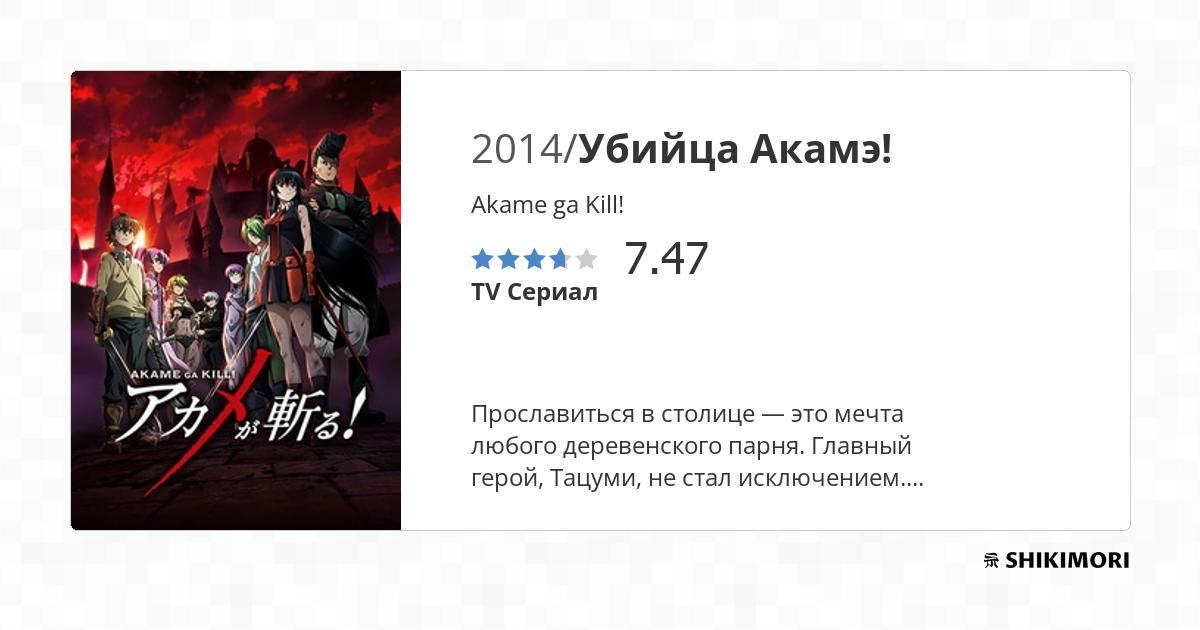 2014/Убийца Акамэ!
Akame ga Kill!
7.47
TV Сериал
Прославиться в столице — это мечта
любого деревенского парня. Главный
герой, Тацуми, не стал исключением....
AKAME GA KILL!
アカメが斬る!
SHIKIMORI